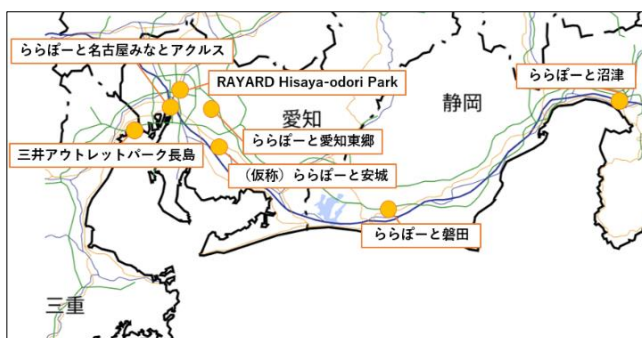 ららぽーと名古屋みなとアクルス
ららぽーと沼津
RAYARD Hisaya-odori Park
静岡
愛知
ららぽーと愛知東郷
三井アウトレットパーク長島
（仮称）ららぽーと安城
ららぽーと磐田
三重